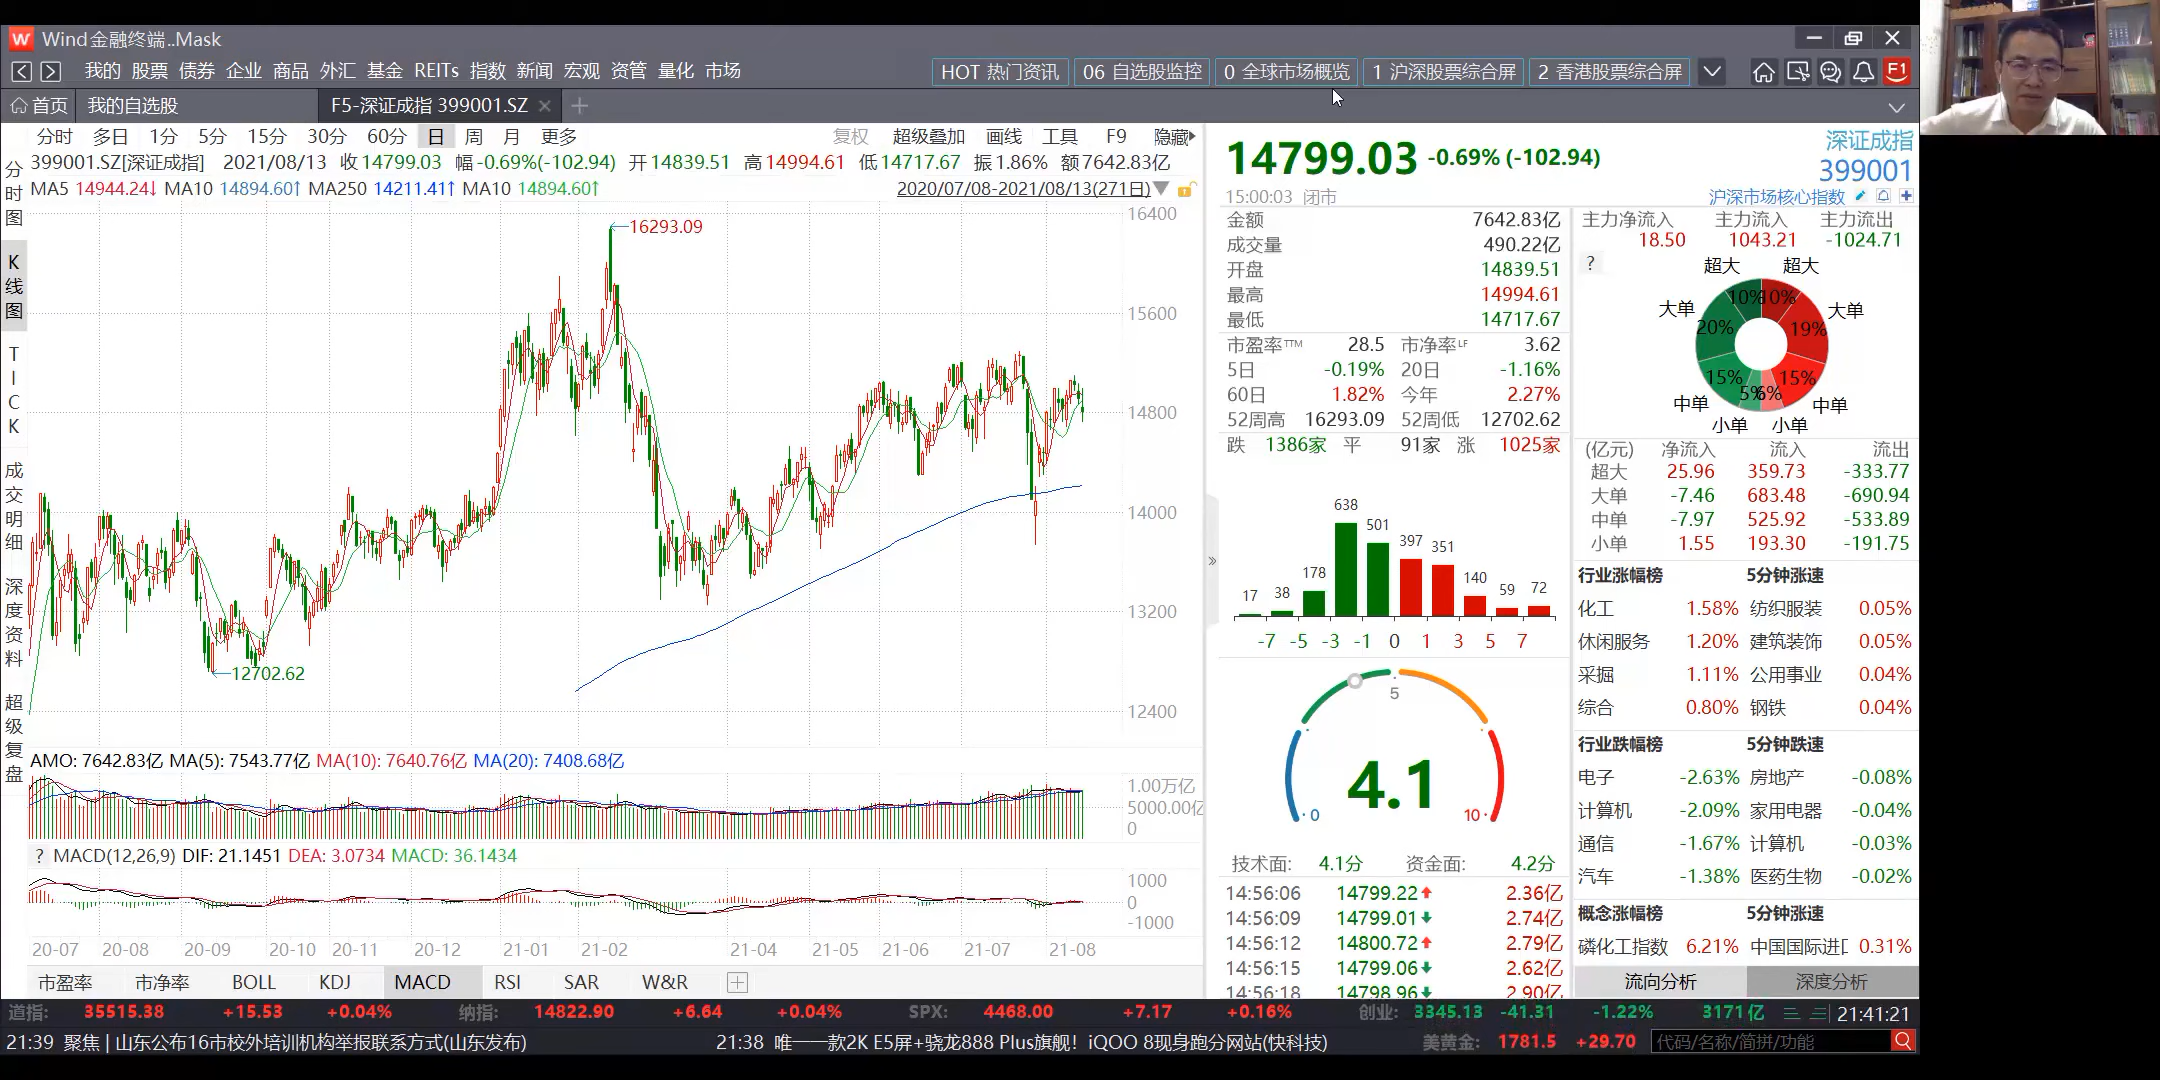 Wind金融终端..Mask
我的 股票 债券 企业 商品 外汇 基金 REITs 指数 新闻 宏观 资管 量化 市场
HOT 热门资讯 06 自选股监控 0 全球市场概览 1 沪深股票综合屏 2 香港股票综合屏 F1
首页 我的自选股 F5-深证成指 399001.SZ
分时 多日 1分 5分 15分 30分 60分 日 周 月 更多 复权 超级叠加 画线 工具 F9 隐藏
399001.SZ[深证成指] 2021/08/13 收14799.03 幅-0.69%(-102.94) 开14839.51 高14994.61 低14717.67 振1.86% 额7642.83亿
MA5 14944.24↓ MA10 14894.60↑ MA250 14211.41↑ MA10 14894.60↑ 2020/07/08-2021/08/13(271日)
分时图
K线图
TICK
成交明细
深度资料
超级复盘
16293.09
12702.62
16400
15600
14800
14000
13200
12400
AMO: 7642.83亿 MA(5): 7543.77亿 MA(10): 7640.76亿 MA(20): 7408.68亿
1.00万亿
5000.00亿
0
? MACD(12,26,9) DIF: 21.1451 DEA: 3.0734 MACD: 36.1434
1000
0
-1000
20-07 20-08 20-09 20-10 20-11 20-12 21-01 21-02 21-04 21-05 21-06 21-07 21-08
市盈率 市净率 BOLL KDJ MACD RSI SAR W&R
14799.03 -0.69% (-102.94)
15:00:03 闭市
深证成指
399001
沪深市场核心指数
金额 7642.83亿
成交量 490.22亿
开盘 14839.51
最高 14994.61
最低 14717.67
市盈率TTM 28.5 市净率LF 3.62
5日 -0.19% 20日 -1.16%
60日 1.82% 今年 2.27%
52周高 16293.09 52周低 12702.62
跌 1386家 平 91家 涨 1025家
17 38 178 638 501 397 351 140 59 72
-7 -5 -3 -1 0 1 3 5 7
5
4.1
0 10
技术面: 4.1分 资金面: 4.2分
14:56:06 14799.22 2.36亿
14:56:09 14799.01 2.74亿
14:56:12 14800.72 2.79亿
14:56:15 14799.06 2.62亿
14:56:18 14798.96 2.90亿
主力净流入 主力流入 主力流出
18.50 1043.21 -1024.71
?
超大 超大
大单 10% 10% 大单
20% 19%
15% 5% 6% 15%
中单 中单
小单 小单
(亿元) 净流入 流入 流出
超大 25.96 359.73 -333.77
大单 -7.46 683.48 -690.94
中单 -7.97 525.92 -533.89
小单 1.55 193.30 -191.75
行业涨幅榜 5分钟涨速
化工 1.58% 纺织服装 0.05%
休闲服务 1.20% 建筑装饰 0.05%
采掘 1.11% 公用事业 0.04%
综合 0.80% 钢铁 0.04%
行业跌幅榜 5分钟跌速
电子 -2.63% 房地产 -0.08%
计算机 -2.09% 家用电器 -0.04%
通信 -1.67% 计算机 -0.03%
汽车 -1.38% 医药生物 -0.02%
概念涨幅榜 5分钟涨速
磷化工指数 6.21% 中国国际进 0.31%
流向分析 深度分析
道指: 35515.38 +15.53 +0.04% 纳指: 14822.90 +6.64 +0.04% SPX: 4468.00 +7.17 +0.16% 创业: 3345.13 -41.31 -1.22% 3171亿 21:41:21
21:39 聚焦 | 山东公布16市校外培训机构举报联系方式(山东发布) 21:38 唯一一款2K E5屏+骁龙888 Plus旗舰！iQOO 8现身跑分网站(快科技) 美黄金: 1781.5 +29.70 代码/名称/简拼/功能